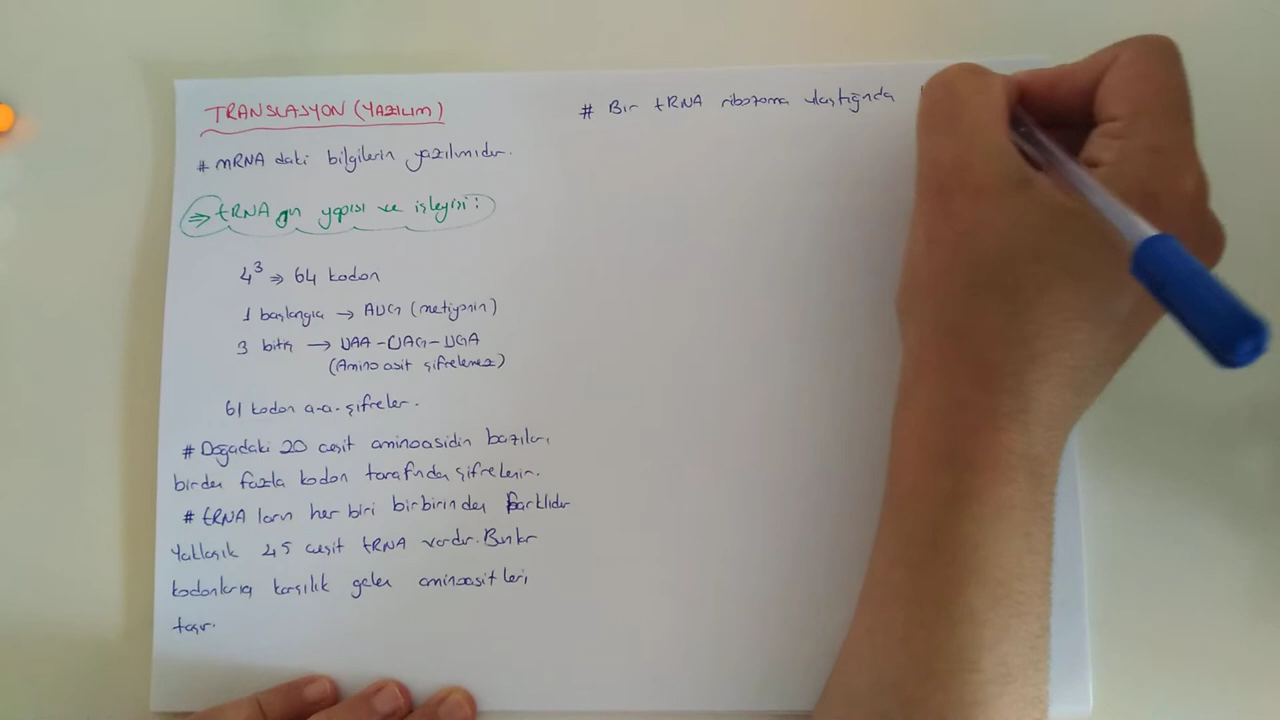 TRANSLASYON (YAZILIM)
# mRNA daki bilgilerin yazılımıdır.
⇒ tRNA ın yapısı ve işleyişi:
4³ ⇒ 64 kodon
1 başlangıç → AUG (metiyonin)
3 bitiş → UAA - UAG - UGA
(Amino asit şifrelemez)
61 kodon a.a. şifreler.
# Doğadaki 20 çeşit aminoasidin bazıları
birden fazla kodon tarafından şifrelenir.
# tRNA ların her biri birbirinden farklıdır
Yaklaşık 45 çeşit tRNA vardır. Bunlar
kodonlarıa karşılık gelen aminoasitleri
taşır.
# Bir tRNA ribozoma ulaştığında